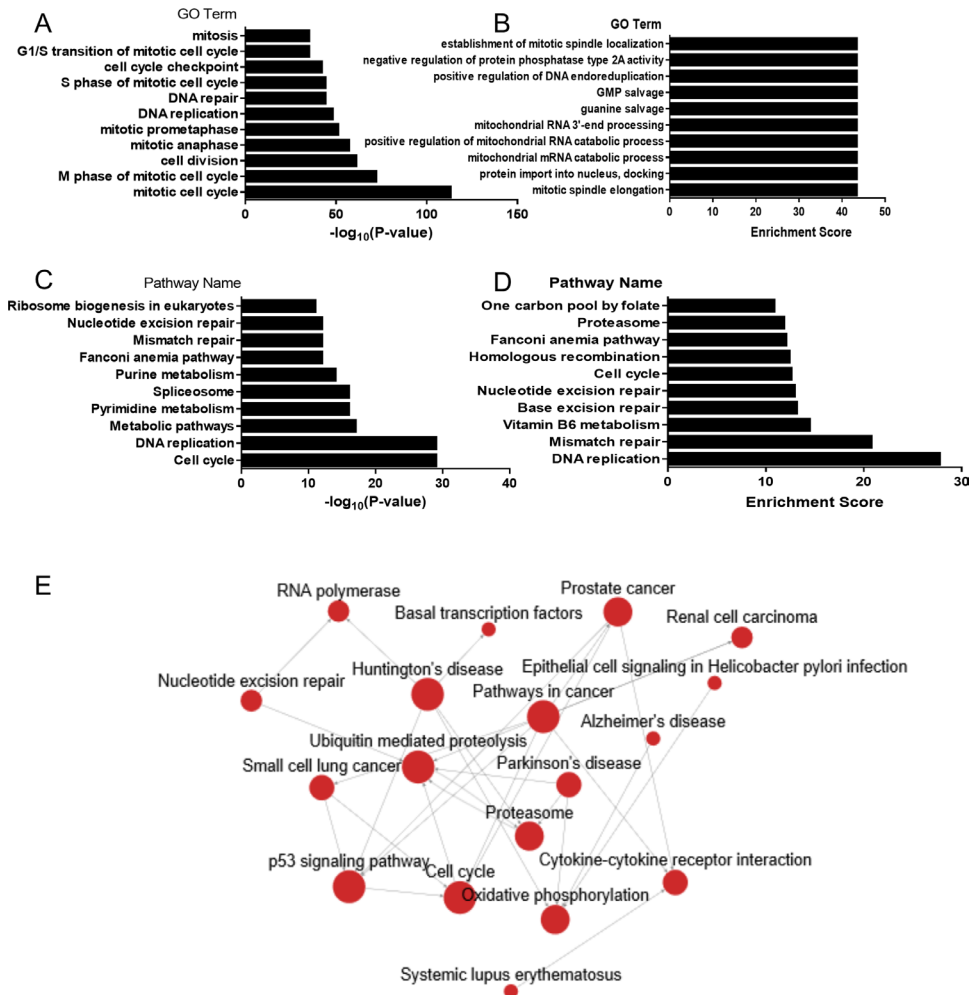 A
GO Term
mitosis
G1/S transition of mitotic cell cycle
cell cycle checkpoint
S phase of mitotic cell cycle
DNA repair
DNA replication
mitotic prometaphase
mitotic anaphase
cell division
M phase of mitotic cell cycle
mitotic cell cycle
0 50 100 150
-log10(P-value)
B
GO Term
establishment of mitotic spindle localization
negative regulation of protein phosphatase type 2A activity
positive regulation of DNA endoreduplication
GMP salvage
guanine salvage
mitochondrial RNA 3'-end processing
positive regulation of mitochondrial RNA catabolic process
mitochondrial mRNA catabolic process
protein import into nucleus, docking
mitotic spindle elongation
0 10 20 30 40 50
Enrichment Score
C
Pathway Name
Ribosome biogenesis in eukaryotes
Nucleotide excision repair
Mismatch repair
Fanconi anemia pathway
Purine metabolism
Spliceosome
Pyrimidine metabolism
Metabolic pathways
DNA replication
Cell cycle
0 10 20 30 40
-log10(P-value)
D
Pathway Name
One carbon pool by folate
Proteasome
Fanconi anemia pathway
Homologous recombination
Cell cycle
Nucleotide excision repair
Base excision repair
Vitamin B6 metabolism
Mismatch repair
DNA replication
0 10 20 30
Enrichment Score
E
RNA polymerase
Basal transcription factors
Prostate cancer
Renal cell carcinoma
Huntington's disease
Epithelial cell signaling in Helicobacter pylori infection
Nucleotide excision repair
Pathways in cancer
Alzheimer's disease
Ubiquitin mediated proteolysis
Small cell lung cancer
Parkinson's disease
Proteasome
p53 signaling pathway
Cell cycle
Cytokine-cytokine receptor interaction
Oxidative phosphorylation
Systemic lupus erythematosus